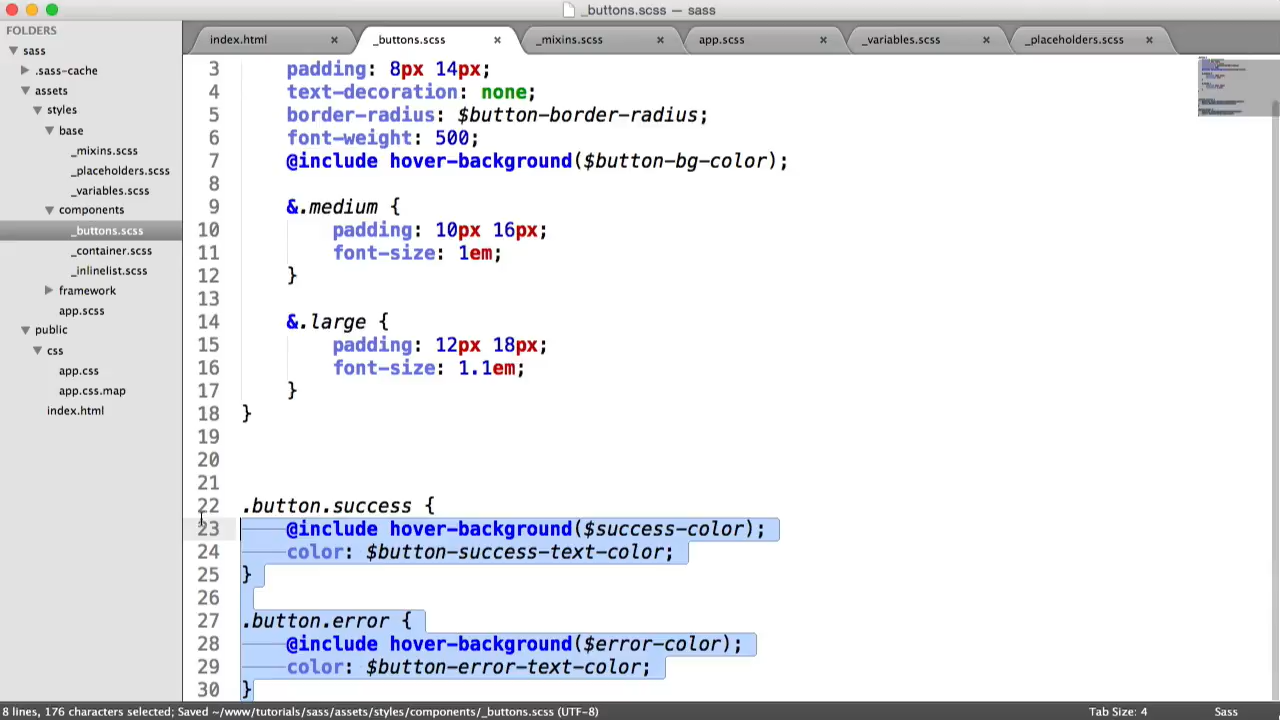 _buttons.scss — sass
FOLDERS
sass
.sass-cache
assets
styles
base
_mixins.scss
_placeholders.scss
_variables.scss
components
_buttons.scss
_container.scss
_inlinelist.scss
framework
app.scss
public
css
app.css
app.css.map
index.html
index.html × _buttons.scss × _mixins.scss × app.scss × _variables.scss × _placeholders.scss ×
3 padding: 8px 14px;
4 text-decoration: none;
5 border-radius: $button-border-radius;
6 font-weight: 500;
7 @include hover-background($button-bg-color);
8
9 &.medium {
10 padding: 10px 16px;
11 font-size: 1em;
12 }
13
14 &.large {
15 padding: 12px 18px;
16 font-size: 1.1em;
17 }
18 }
19
20
21
22 .button.success {
23 @include hover-background($success-color);
24 color: $button-success-text-color;
25 }
26
27 .button.error {
28 @include hover-background($error-color);
29 color: $button-error-text-color;
30 }
8 lines, 176 characters selected; Saved ~/www/tutorials/sass/assets/styles/components/_buttons.scss (UTF-8) Tab Size: 4 Sass